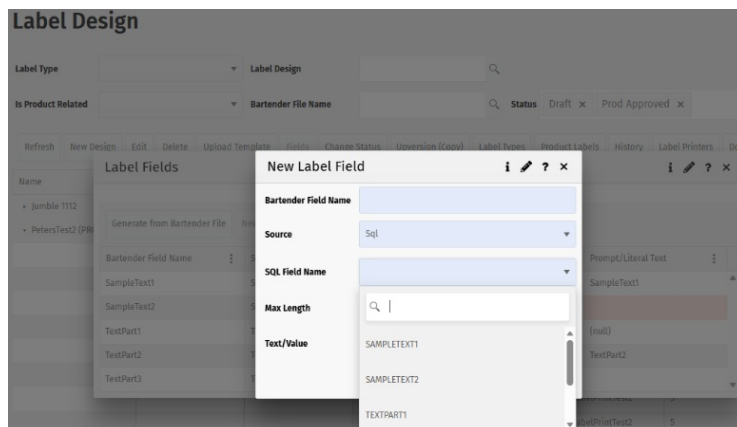 Label Design
Label Type Label Design
Is Product Related Bartender File Name Status Draft × Prod Approved ×
Refresh New Design Edit Delete Upload Template Fields Change Status Upversion (Copy) Label Types Product Labels History Label Printers
Name
Jumble 1112
Label Fields
Generate from Bartender File
Bartender Field Name
SampleText1
SampleText2
TextPart1
TextPart2
TextPart3
New Label Field i ? ×
Bartender Field Name
Source Sql
SQL Field Name
Max Length
Text/Value
SAMPLETEXT1
SAMPLETEXT2
TEXTPART1
i ? ×
Prompt/Literal Text
SampleText1
(null)
TextPart2
abelPrintTest2 5